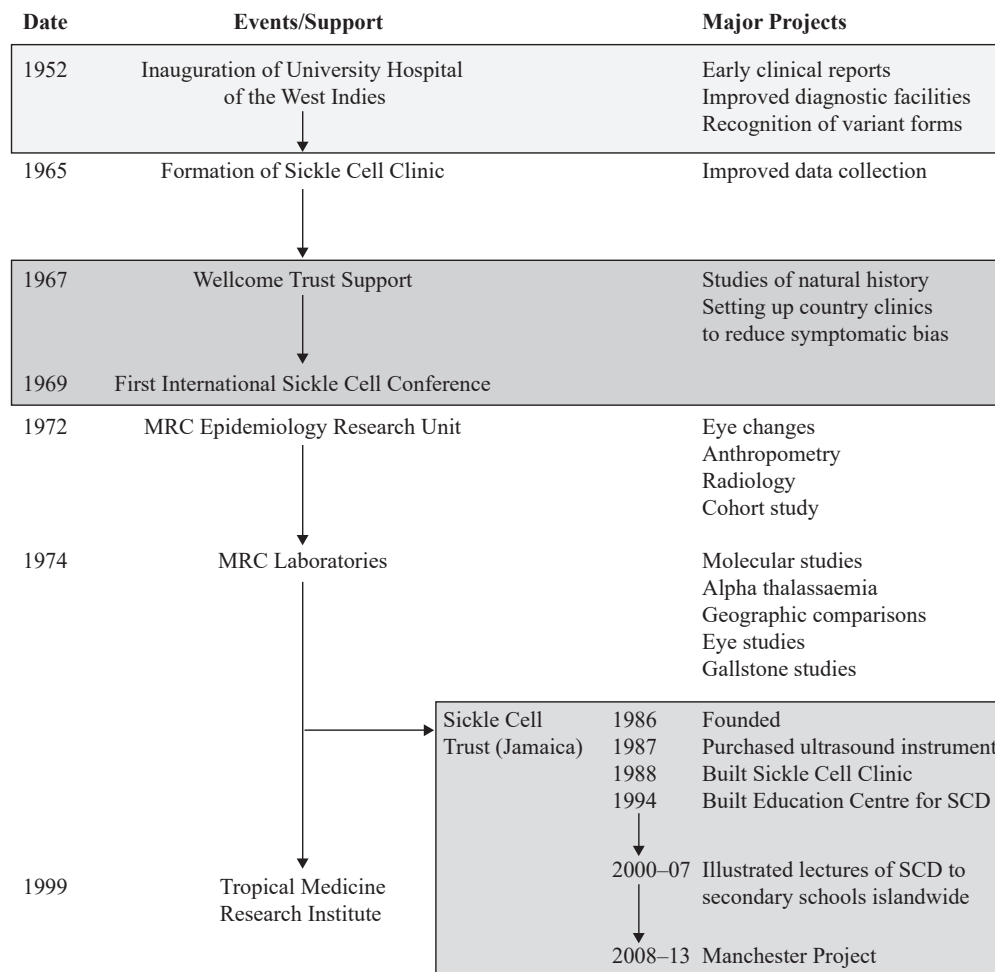 Date Events/Support Major Projects
1952 Inauguration of University Hospital Early clinical reports
of the West Indies Improved diagnostic facilities
Recognition of variant forms
1965 Formation of Sickle Cell Clinic Improved data collection
1967 Wellcome Trust Support Studies of natural history
Setting up country clinics
to reduce symptomatic bias
1969 First International Sickle Cell Conference
1972 MRC Epidemiology Research Unit Eye changes
Anthropometry
Radiology
Cohort study
1974 MRC Laboratories Molecular studies
Alpha thalassaemia
Geographic comparisons
Eye studies
Gallstone studies
Sickle Cell 1986 Founded
Trust (Jamaica) 1987 Purchased ultrasound instrument
1988 Built Sickle Cell Clinic
1994 Built Education Centre for SCD
2000–07 Illustrated lectures of SCD to
1999 Tropical Medicine secondary schools islandwide
Research Institute
2008–13 Manchester Project